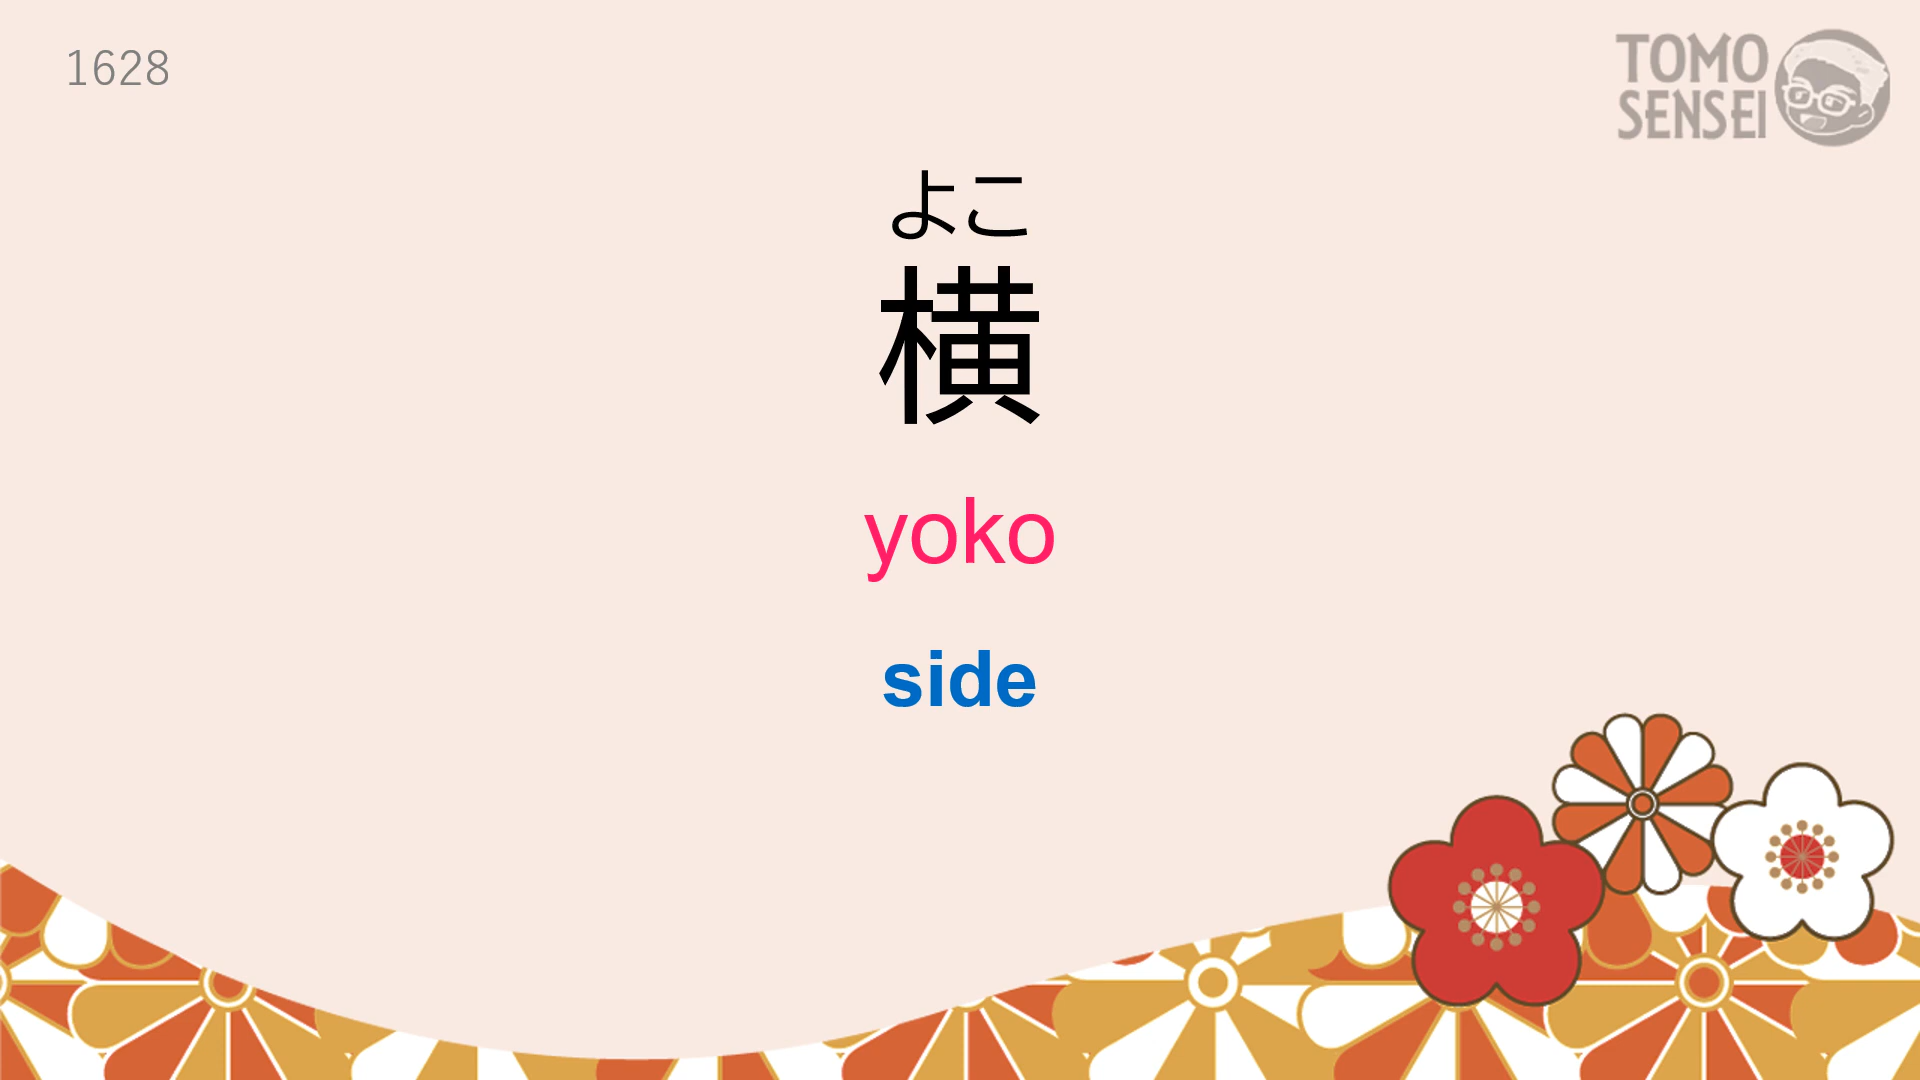 1628
TOMO
SENSEI
よこ
横
yoko
side